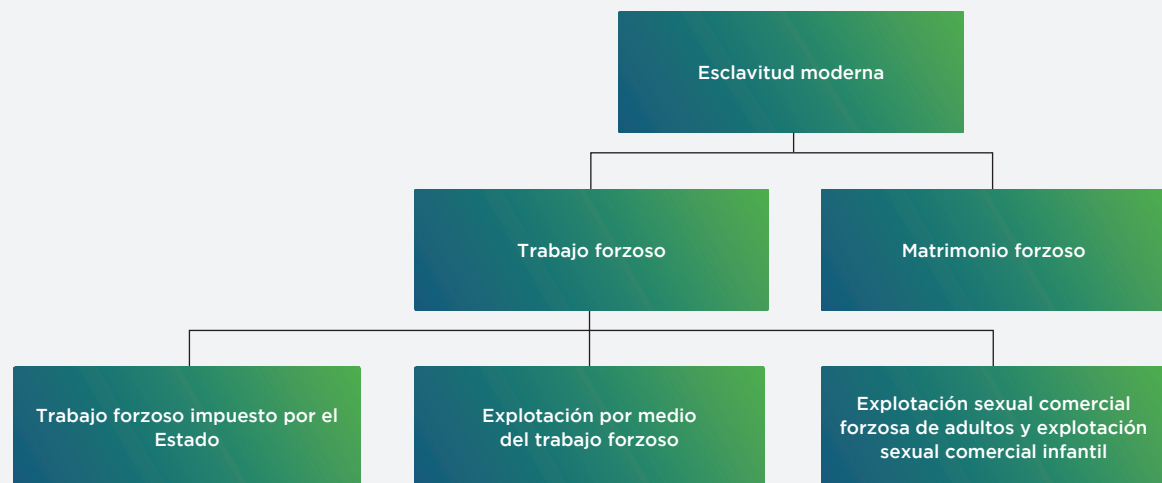 Esclavitud moderna
Trabajo forzoso
Matrimonio forzoso
Trabajo forzoso impuesto por el
Estado
Explotación por medio
del trabajo forzoso
Explotación sexual comercial
forzosa de adultos y explotación
sexual comercial infantil